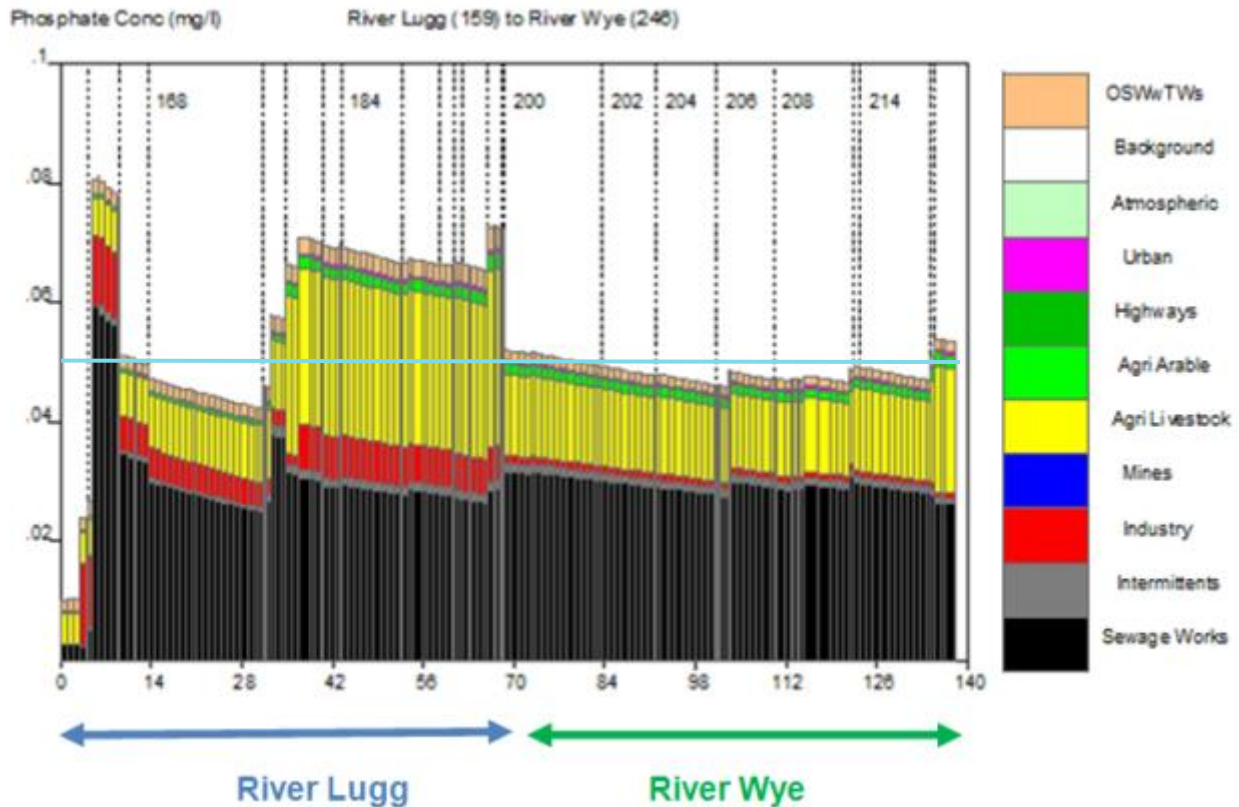 Phosphate Conc (mg/l) River Lugg (159) to River Wye (246)
.1
.08
.06
.04
.02
168 184 200 202 204 206 208 214
0 14 28 42 56 70 84 98 112 126 140
OSWwTWs
Background
Atmospheric
Urban
Highways
Agri Arable
Agri Livestock
Mines
Industry
Intermittents
Sewage Works
River Lugg River Wye